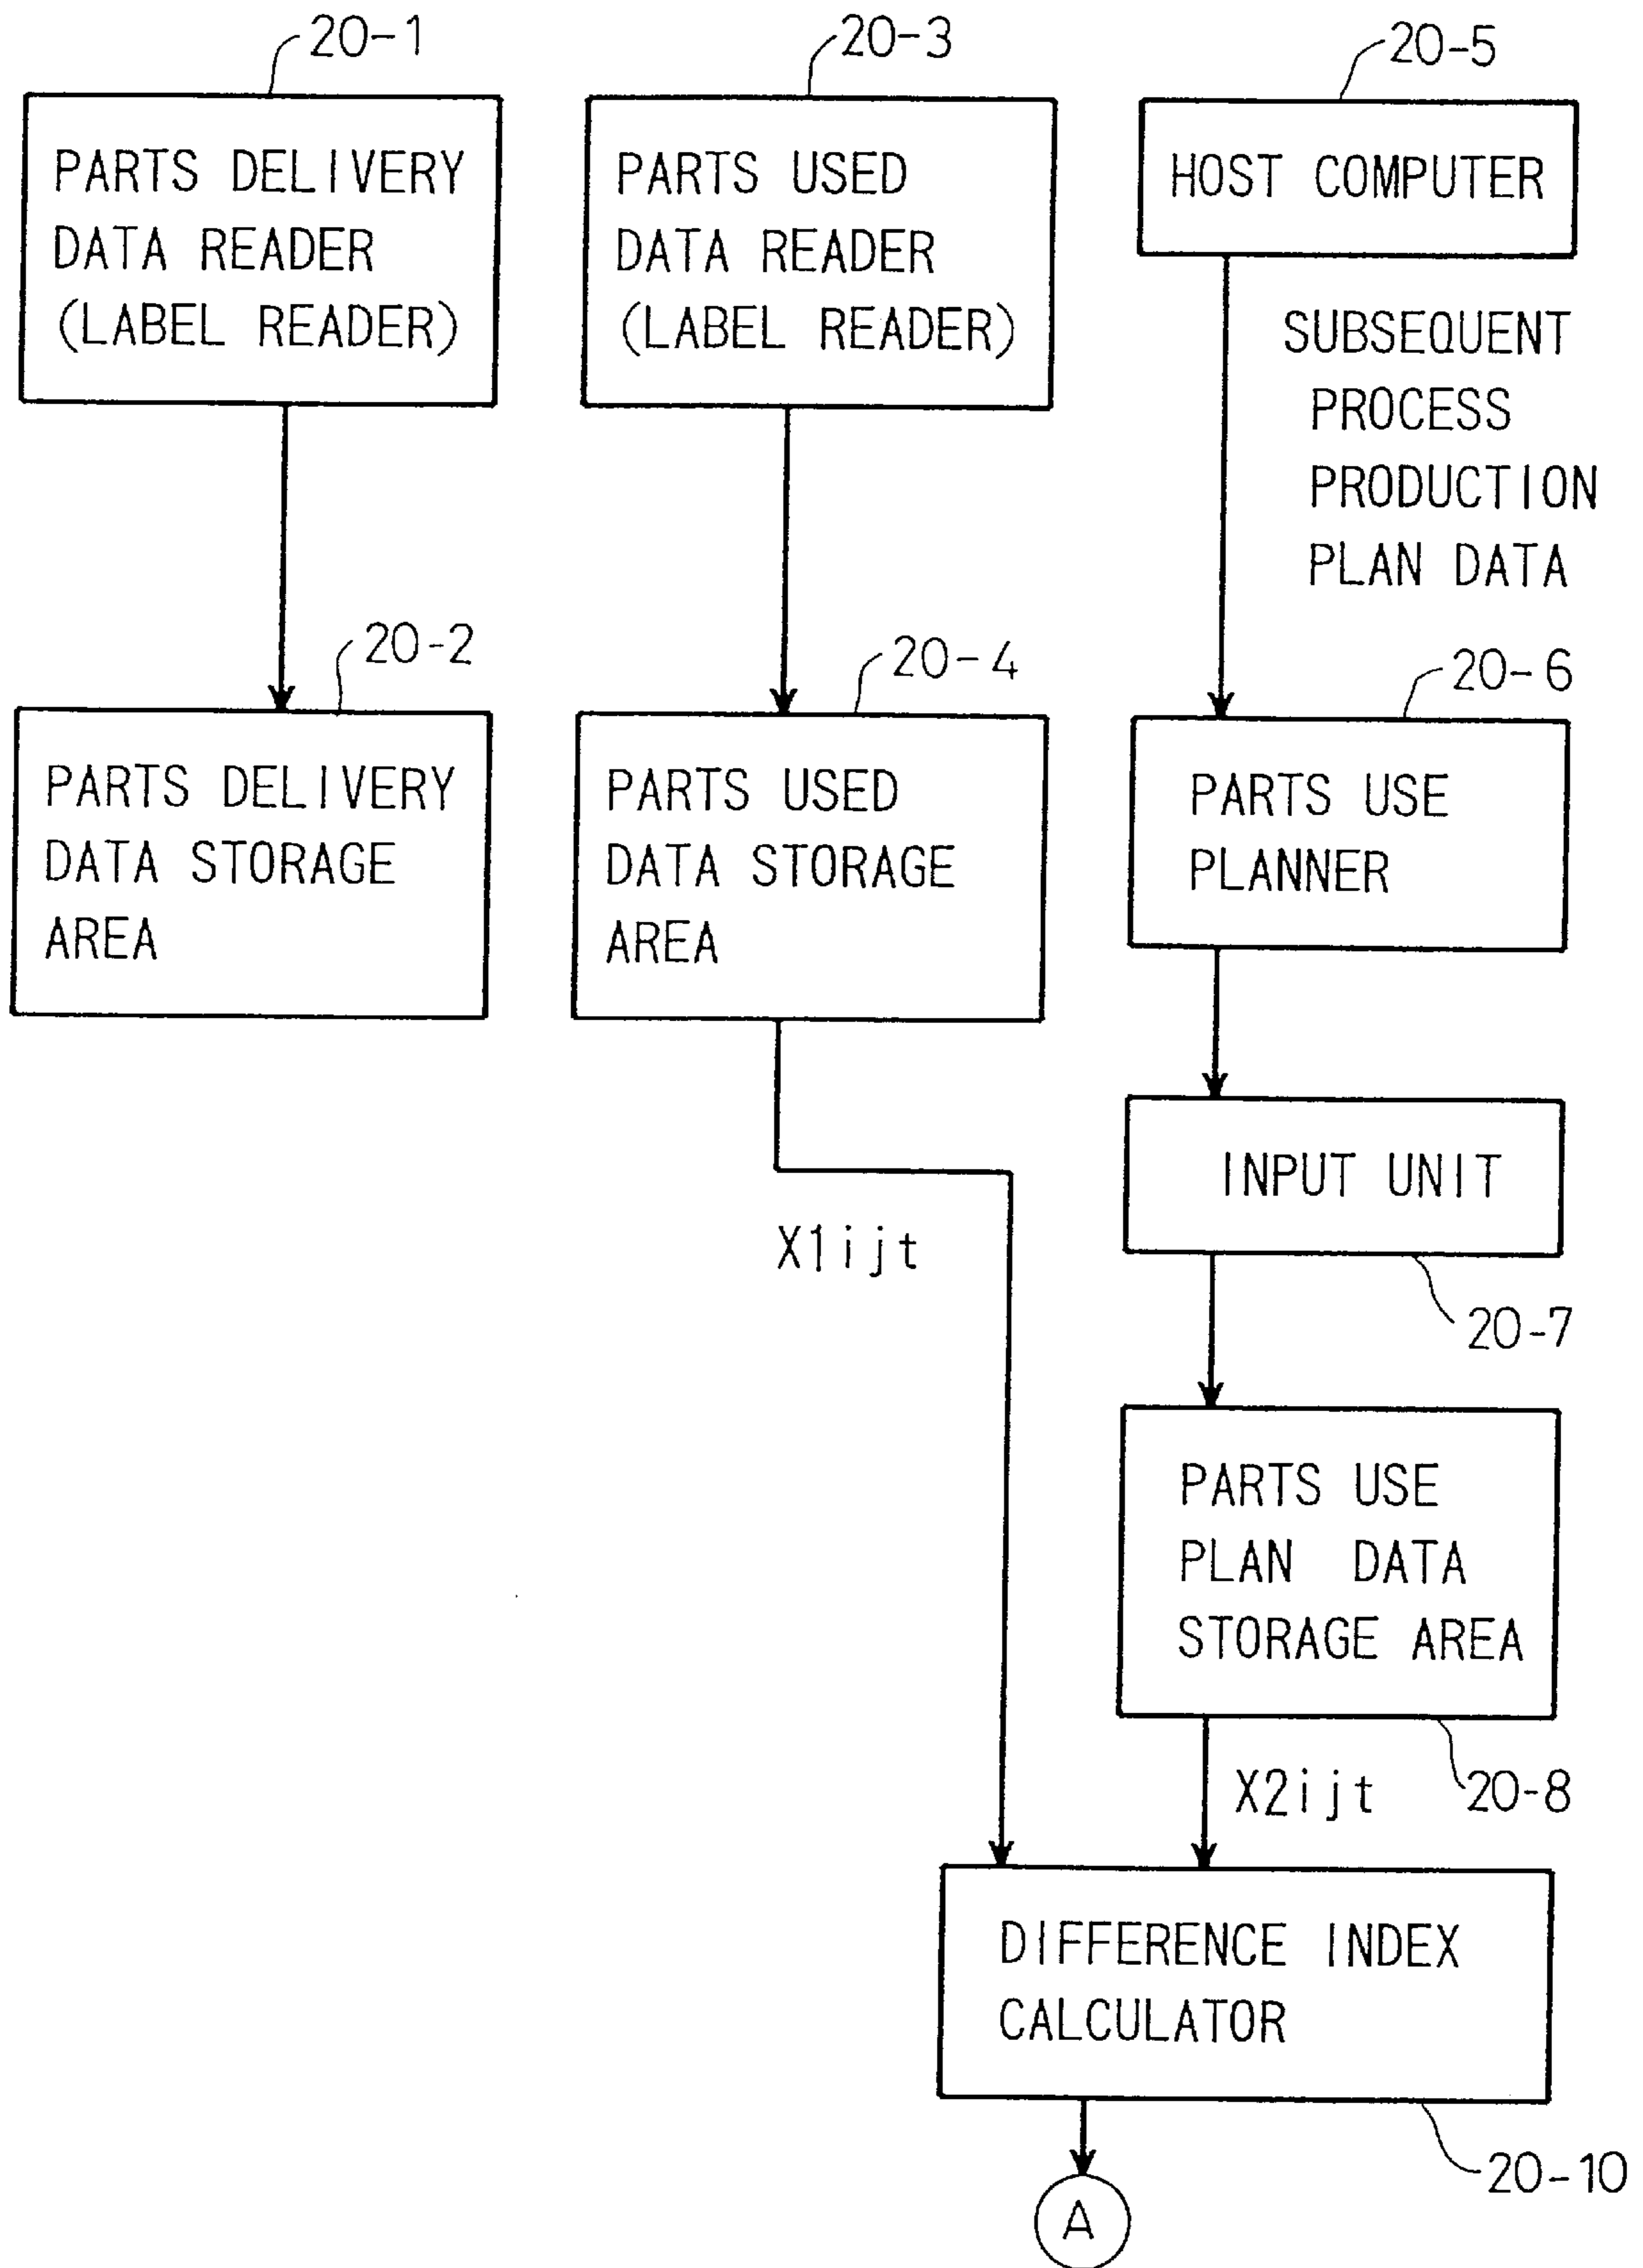 20-1
PARTS DELIVERY
DATA READER
(LABEL READER)
20-3
PARTS USED
DATA READER
(LABEL READER)
20-5
HOST COMPUTER
SUBSEQUENT
PROCESS
PRODUCTION
PLAN DATA
20-2
PARTS DELIVERY
DATA STORAGE
AREA
20-4
PARTS USED
DATA STORAGE
AREA
20-6
PARTS USE
PLANNER
INPUT UNIT
20-7
X1ijt
PARTS USE
PLAN DATA
STORAGE AREA
20-8
X2ijt
DIFFERENCE INDEX
CALCULATOR
20-10
A